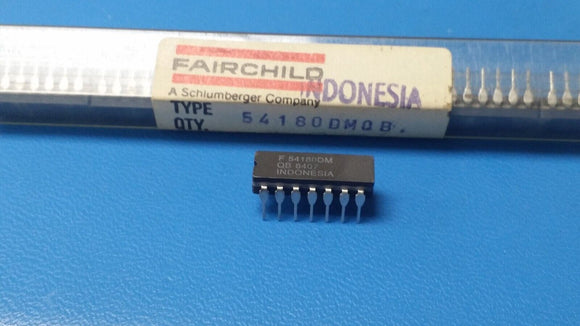 FAIRCHILD
A Schlumberger Company
INDONESIA
TYPE 54180DMQB.
QTY.
F 54180DM
QB 8407
INDONESIA